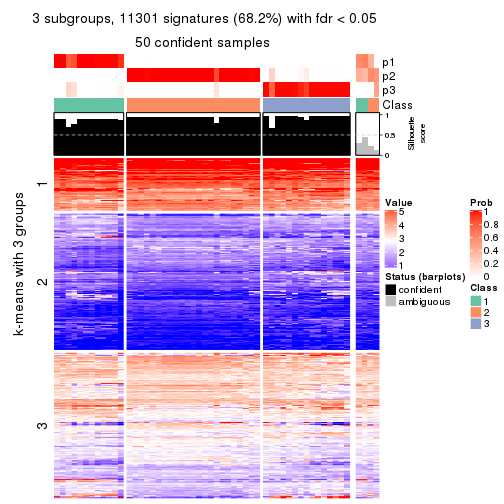 3 subgroups, 11301 signatures (68.2%) with fdr < 0.05
50 confident samples
p1
p2
p3
Class
1
0.5
0
Silhouette
score
k-means with 3 groups
1
2
3
Value
5
4
3
2
1
Status (barplots)
confident
ambiguous
Prob
1
0.8
0.6
0.4
0.2
0
Class
1
2
3